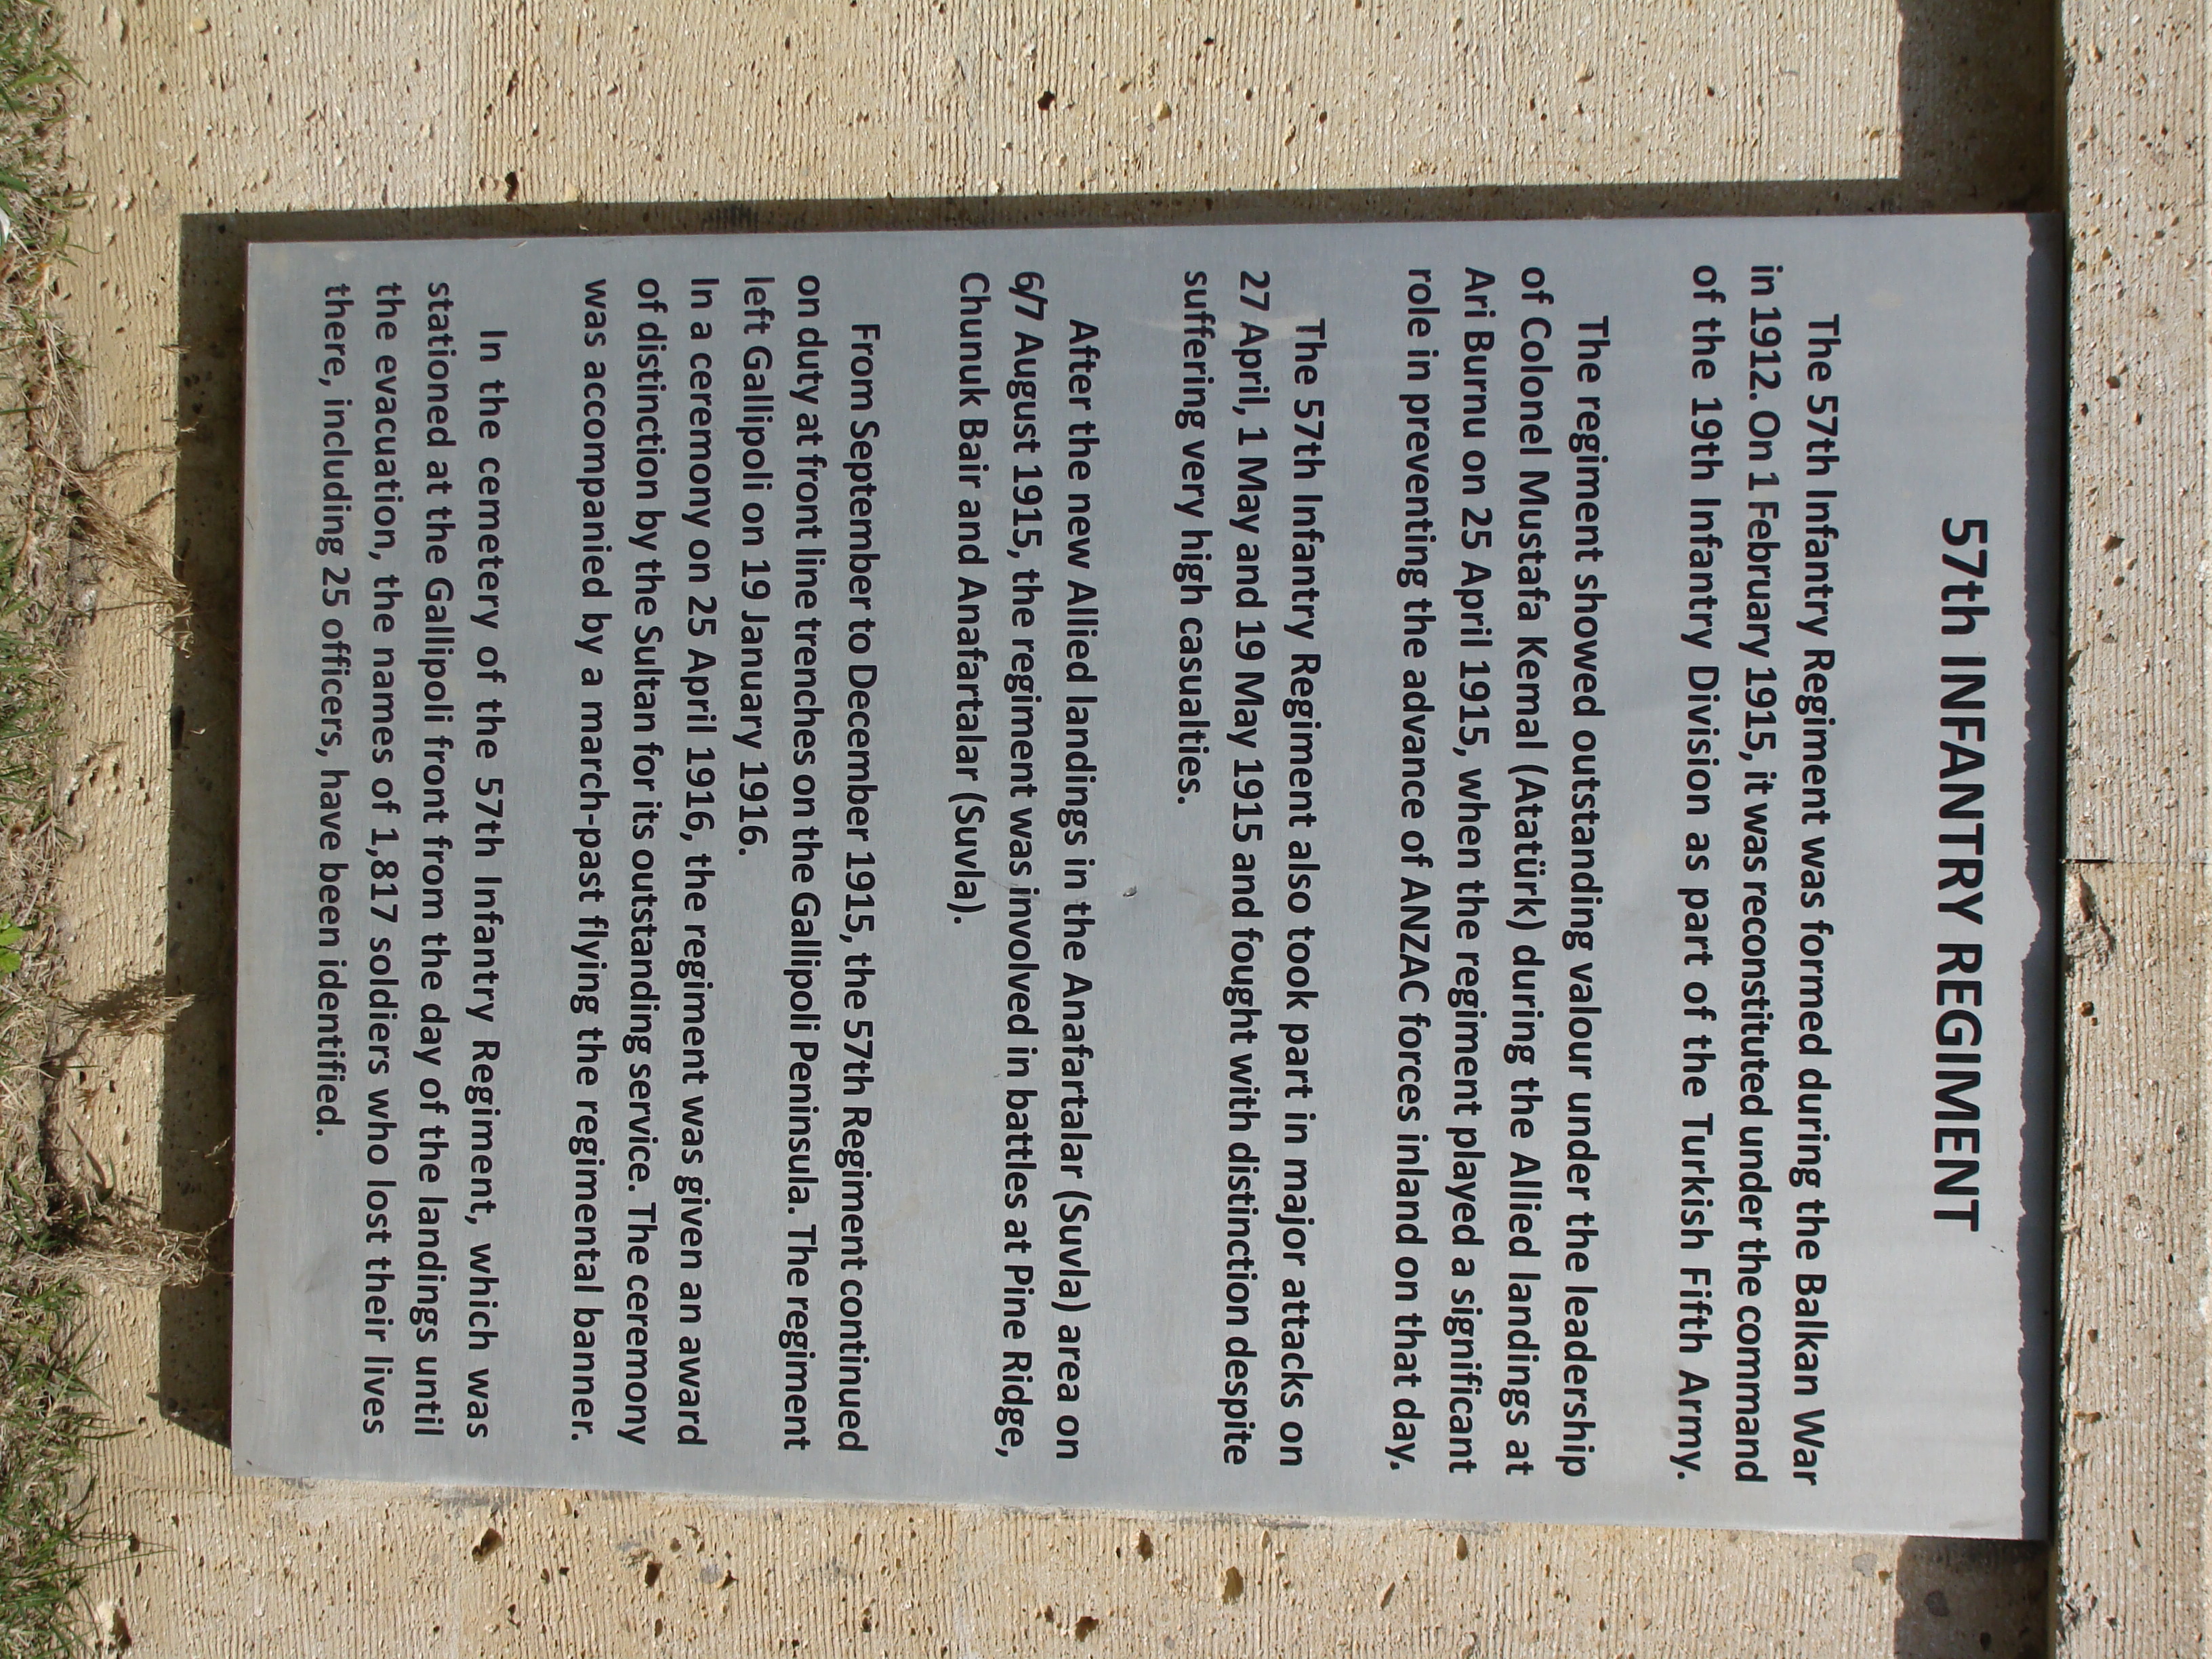 57th INFANTRY REGIMENT
The 57th Infantry Regiment was formed during the Balkan War
in 1912. On 1 February 1915, it was reconstituted under the command
of the 19th Infantry Division as part of the Turkish Fifth Army.
The regiment showed outstanding valour under the leadership
of Colonel Mustafa Kemal (Atatürk) during the Allied landings at
Ari Burnu on 25 April 1915, when the regiment played a significant
role in preventing the advance of ANZAC forces inland on that day.
The 57th Infantry Regiment also took part in major attacks on
27 April, 1 May and 19 May 1915 and fought with distinction despite
suffering very high casualties.
After the new Allied landings in the Anafartalar (Suvla) area on
6/7 August 1915, the regiment was involved in battles at Pine Ridge,
Chunuk Bair and Anafartalar (Suvla).
From September to December 1915, the 57th Regiment continued
on duty at front line trenches on the Gallipoli Peninsula. The regiment
left Gallipoli on 19 January 1916.
In a ceremony on 25 April 1916, the regiment was given an award
of distinction by the Sultan for its outstanding service. The ceremony
was accompanied by a march-past flying the regimental banner.
In the cemetery of the 57th Infantry Regiment, which was
stationed at the Gallipoli front from the day of the landings until
the evacuation, the names of 1,817 soldiers who lost their lives
there, including 25 officers, have been identified.